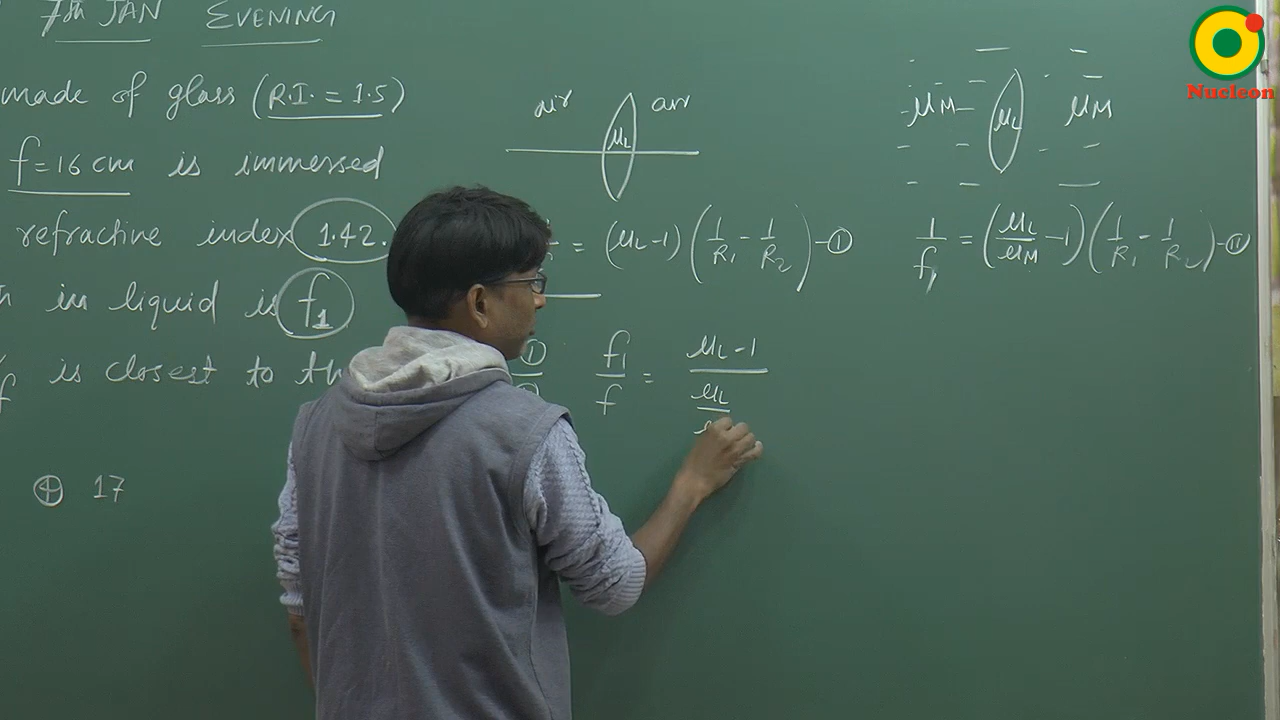 7th JAN EVENING
made of glass (R.I. = 1.5)
f = 16 cm is immersed
refractive index 1.42.
in liquid is f₁
f is closest to
④ 17
air air
μL
= (μL - 1) (1/R₁ - 1/R₂) - ①
①
f₁/f = μL - 1
μL
μM μL μM
1/f₁ = (μL/μM - 1) (1/R₁ - 1/R₂) - ②
Nucleon